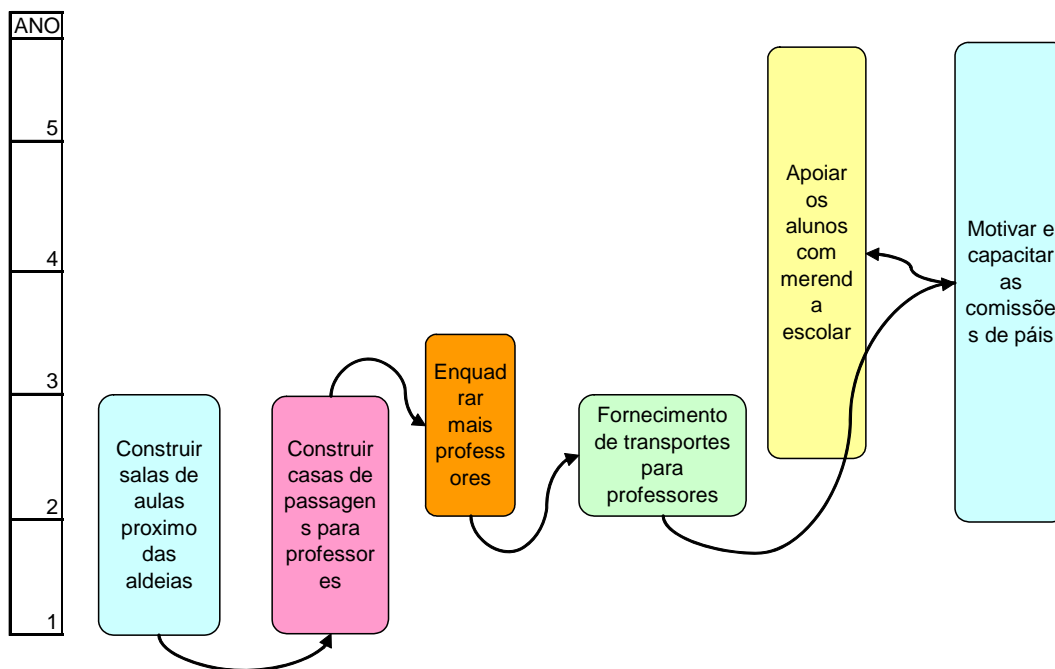 ANO
5
4
3
2
1
Construir
salas de
aulas
proximo
das
aldeias
Construir
casas de
passagen
s para
professor
es
Enquad
rar
mais
profess
ores
Fornecimento
de transportes
para
professores
Apoiar
os
alunos
com
merend
a
escolar
Motivar e
capacitar
as
comissõe
s de páis